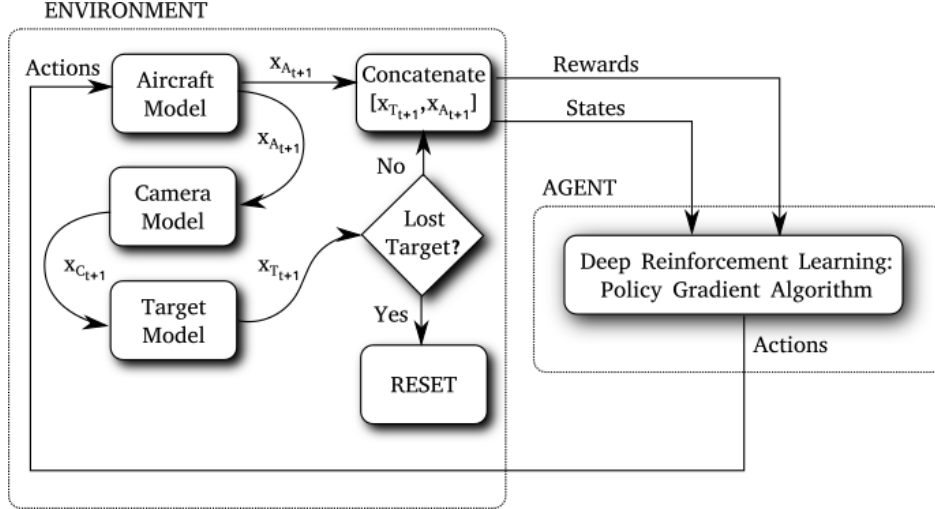 ENVIRONMENT
Actions
Aircraft
Model
x_{A_{t+1}}
Concatenate
[x_{T_{t+1}},x_{A_{t+1}}]
Rewards
States
x_{A_{t+1}}
Camera
Model
No
Lost
Target?
AGENT
x_{C_{t+1}}
x_{T_{t+1}}
Target
Model
Yes
RESET
Deep Reinforcement Learning:
Policy Gradient Algorithm
Actions